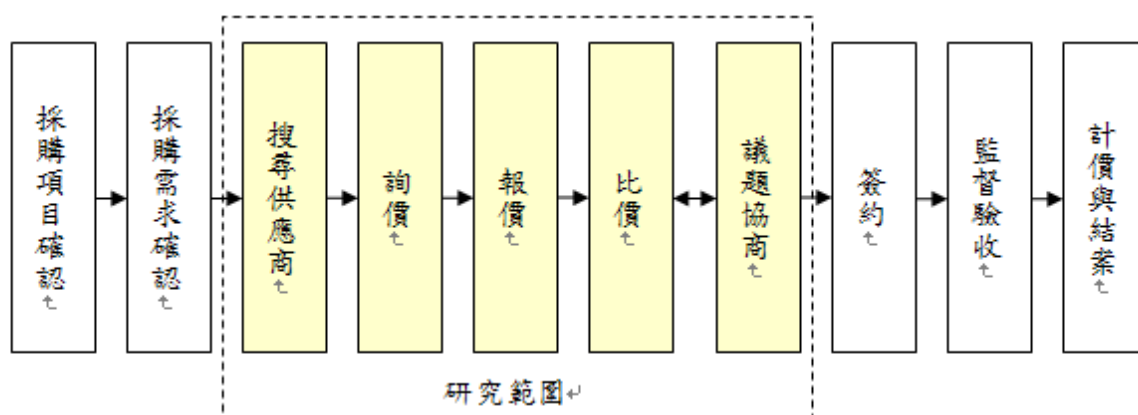 採購項目確認
採購需求確認
搜尋供應商
詢價
報價
比價
議題協商
簽約
監督驗收
計價與結案
研究範圍